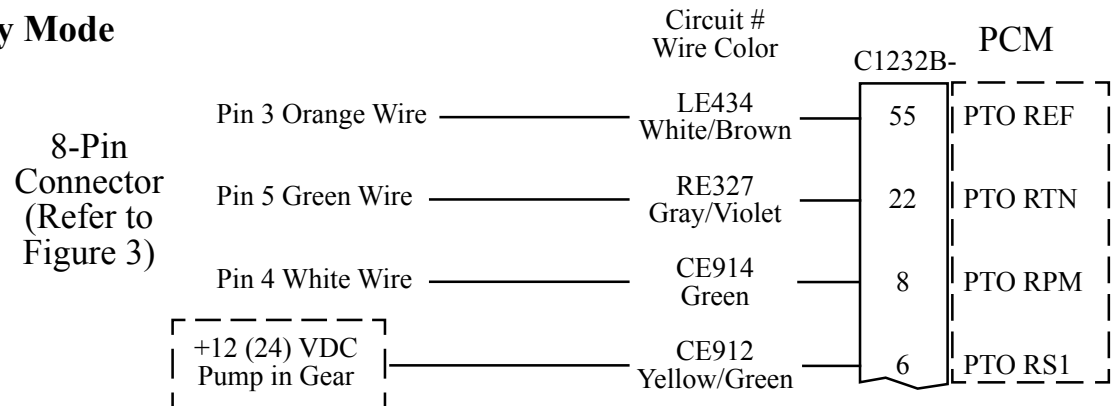 y Mode
Circuit #
Wire Color
C1232B-
PCM
8-Pin
Connector
(Refer to
Figure 3)
Pin 3 Orange Wire
LE434
White/Brown
55
PTO REF
Pin 5 Green Wire
RE327
Gray/Violet
22
PTO RTN
Pin 4 White Wire
CE914
Green
8
PTO RPM
+12 (24) VDC
Pump in Gear
CE912
Yellow/Green
6
PTO RS1